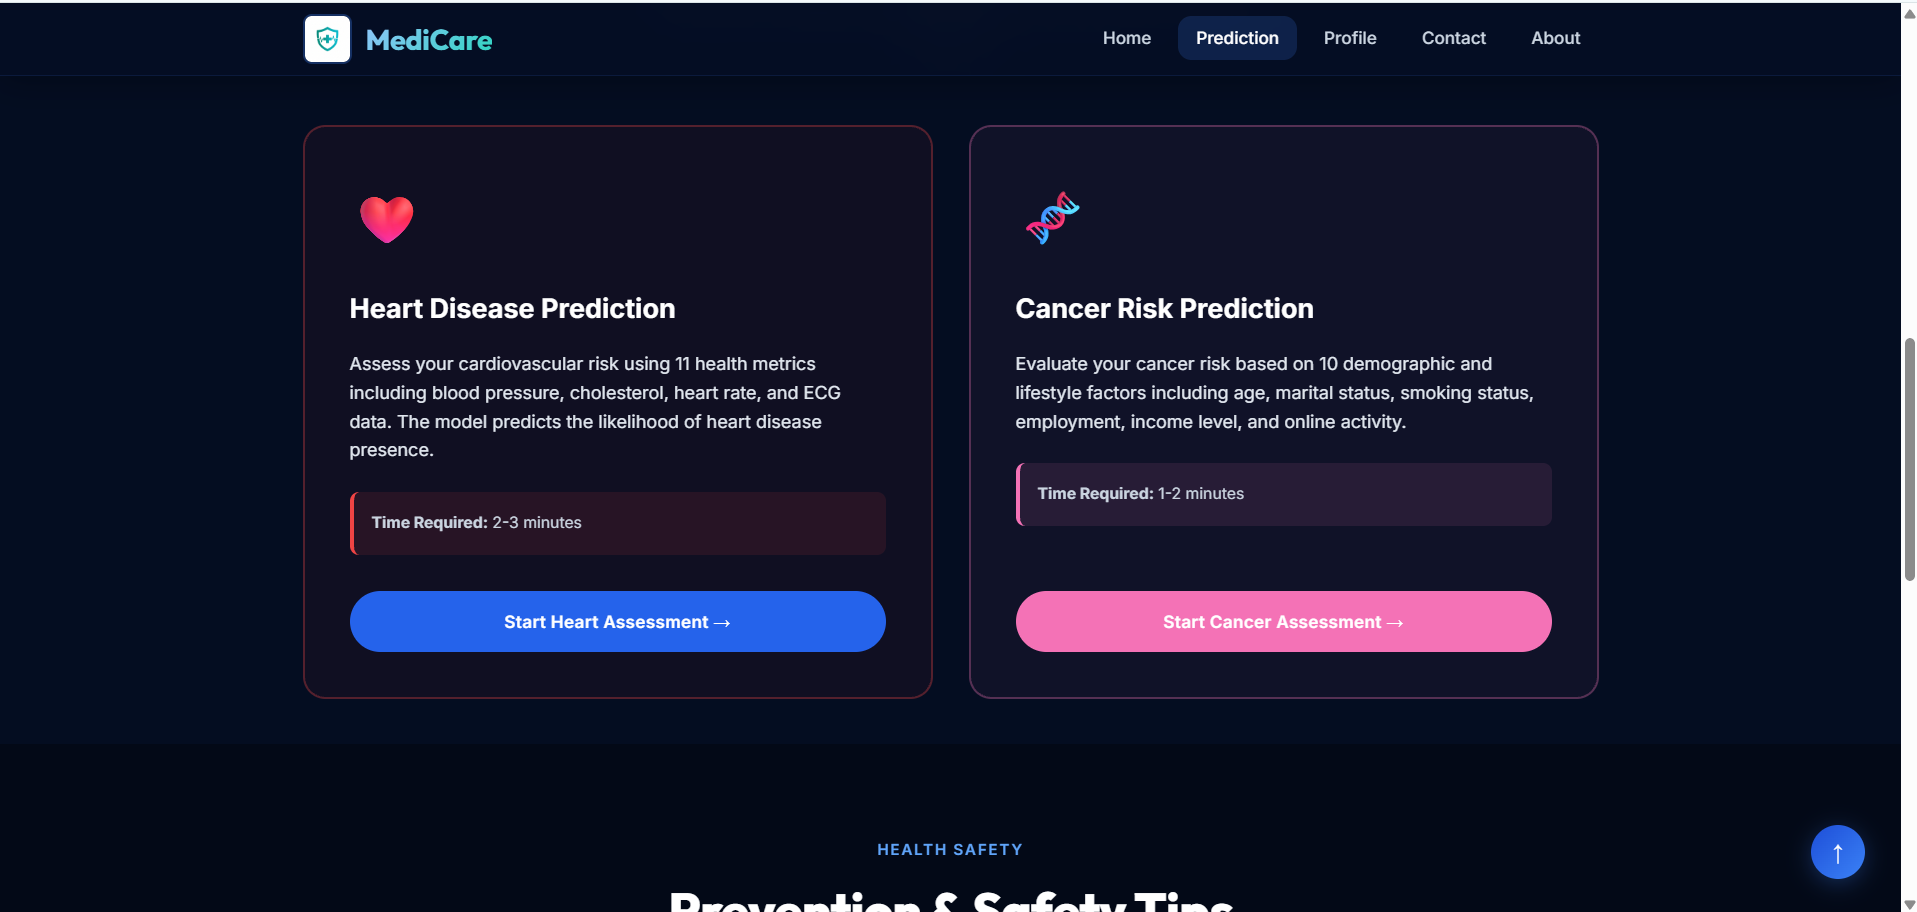 MediCare
Home
Prediction
Profile
Contact
About
Heart Disease Prediction
Assess your cardiovascular risk using 11 health metrics
including blood pressure, cholesterol, heart rate, and ECG
data. The model predicts the likelihood of heart disease
presence.
Time Required: 2-3 minutes
Start Heart Assessment →
Cancer Risk Prediction
Evaluate your cancer risk based on 10 demographic and
lifestyle factors including age, marital status, smoking status,
employment, income level, and online activity.
Time Required: 1-2 minutes
Start Cancer Assessment →
HEALTH SAFETY
Prevention & Safety Tips
↑